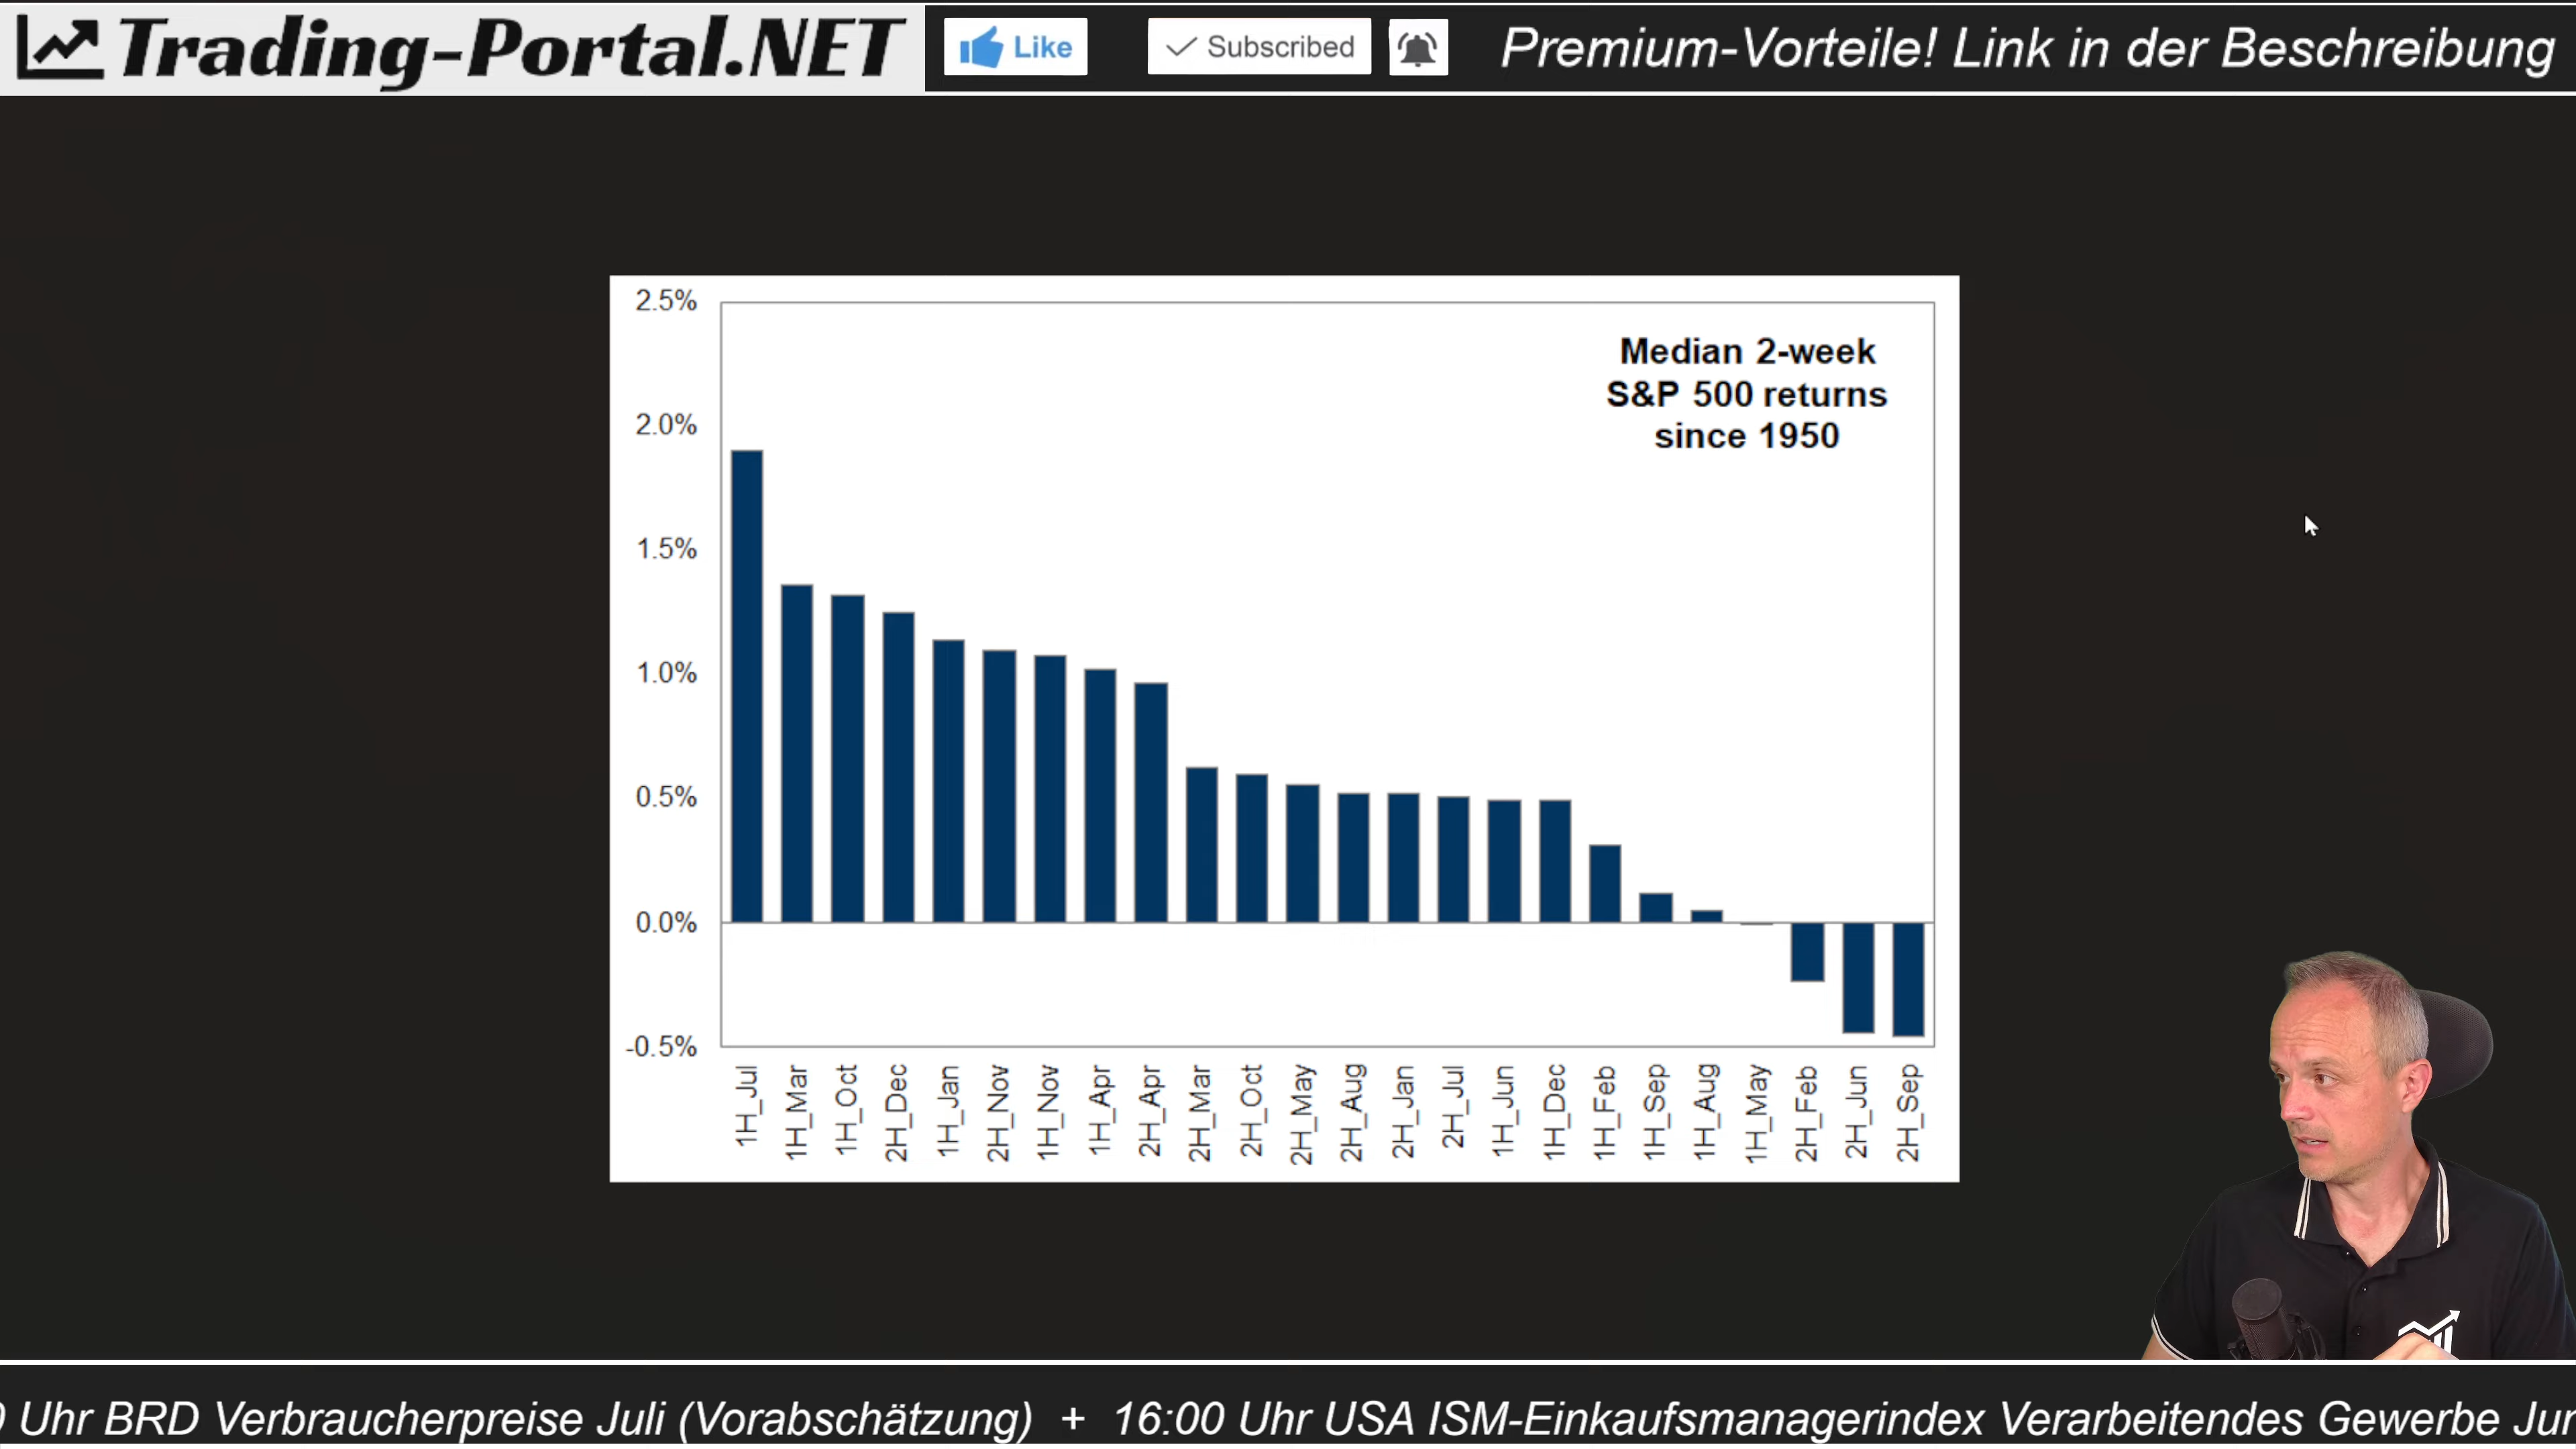 Trading-Portal.NET
Like
Subscribed
Premium-Vorteile! Link in der Beschreibung
Median 2-week
S&P 500 returns
since 1950
2.5%
2.0%
1.5%
1.0%
0.5%
0.0%
-0.5%
1H_Jul
1H_Mar
1H_Oct
2H_Dec
1H_Jan
2H_Nov
1H_Nov
1H_Apr
2H_Apr
2H_Mar
2H_Oct
2H_May
2H_Aug
2H_Jan
2H_Jul
1H_Jun
1H_Dec
1H_Feb
1H_Sep
1H_Aug
1H_May
2H_Feb
2H_Jun
2H_Sep
Uhr BRD Verbraucherpreise Juli (Vorabschätzung) + 16:00 Uhr USA ISM-Einkaufsmanagerindex Verarbeitendes Gewerbe